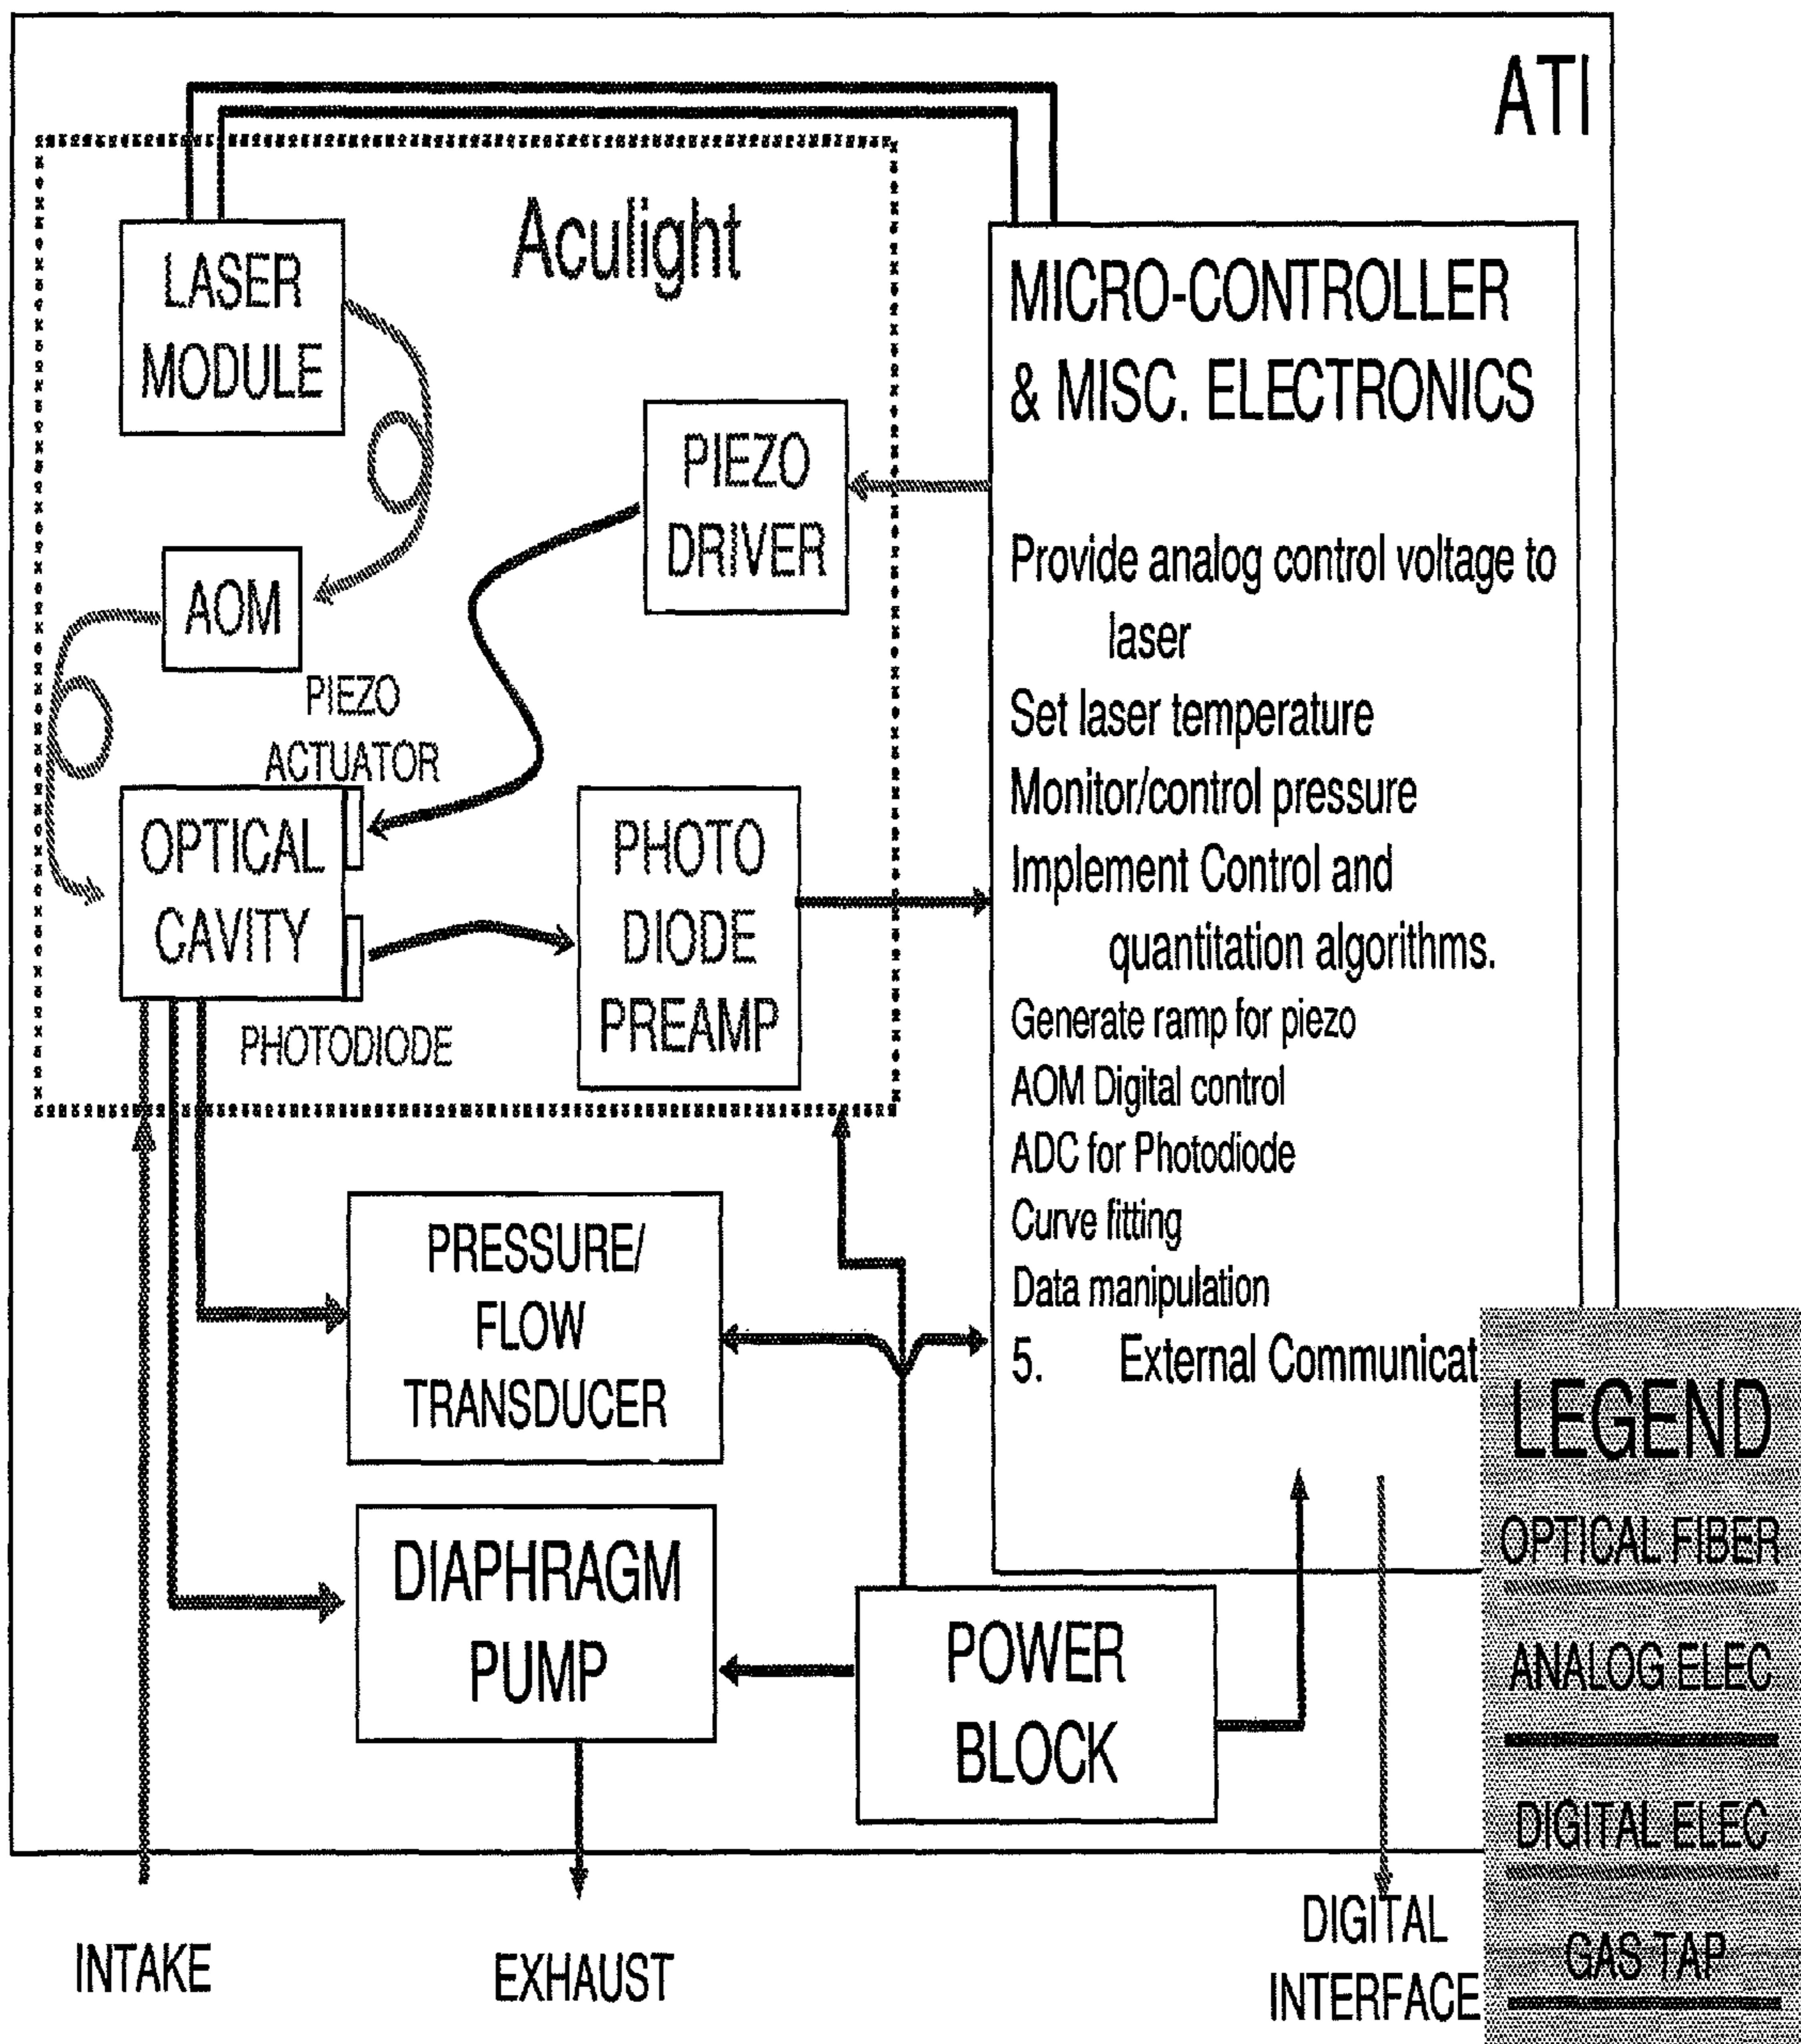 ATI
Aculight
LASER
MODULE
PIEZO
DRIVER
AOM
PIEZO
ACTUATOR
OPTICAL
CAVITY
PHOTO
DIODE
PREAMP
PHOTODIODE
MICRO-CONTROLLER
& MISC. ELECTRONICS
Provide analog control voltage to
laser
Set laser temperature
Monitor/control pressure
Implement Control and
quantitation algorithms.
Generate ramp for piezo
AOM Digital control
ADC for Photodiode
Curve fitting
Data manipulation
5. External Communicat
PRESSURE/
FLOW
TRANSDUCER
DIAPHRAGM
PUMP
POWER
BLOCK
INTAKE
EXHAUST
DIGITAL
INTERFACE
LEGEND
OPTICAL FIBER
ANALOG ELEC
DIGITAL ELEC
GAS TAP